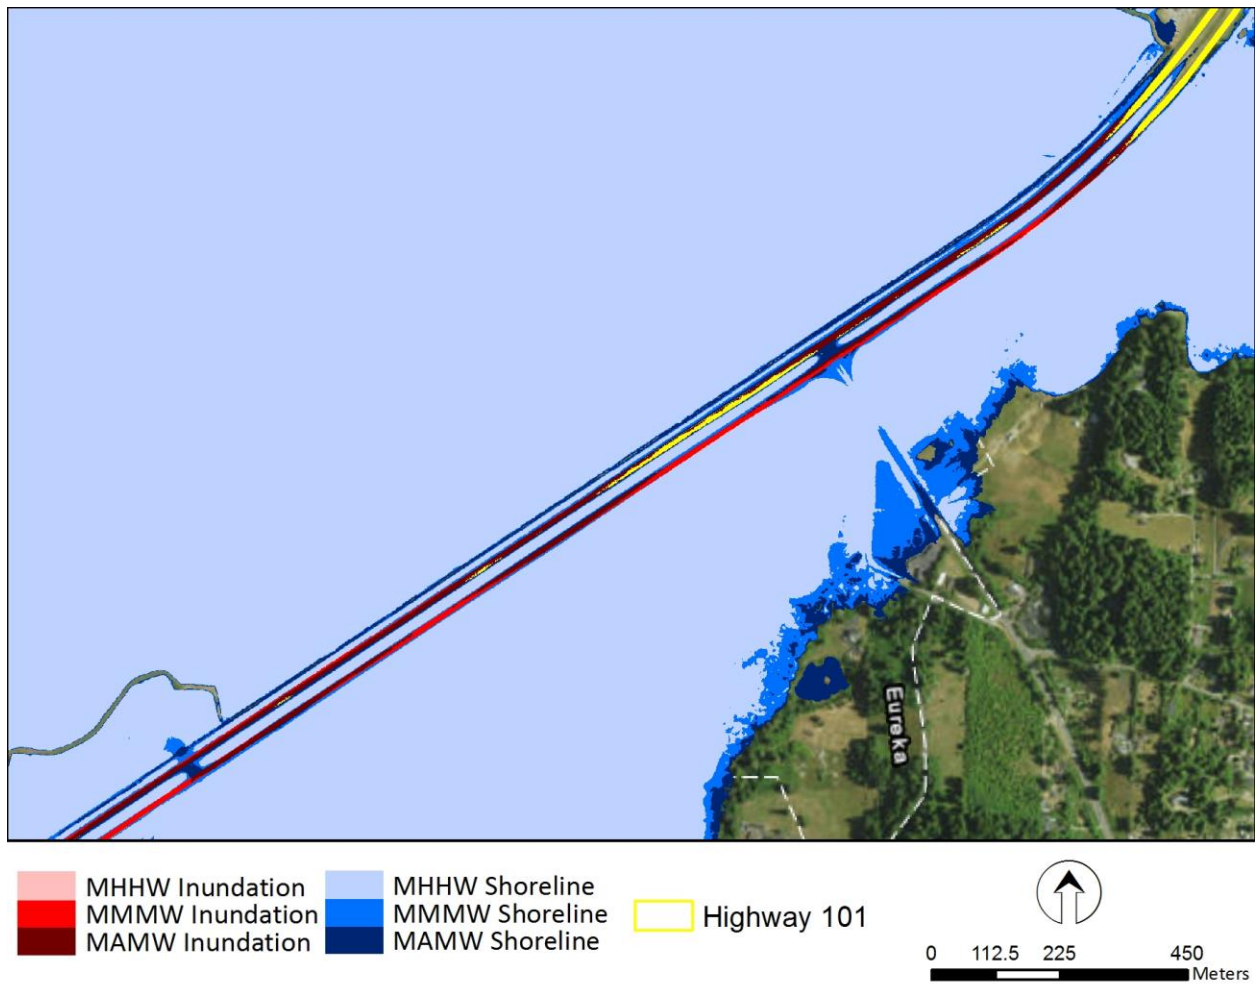 Eureka
MHHW Inundation
MMMW Inundation
MAMW Inundation
MHHW Shoreline
MMMW Shoreline
MAMW Shoreline
Highway 101
0 112.5 225 450
Meters